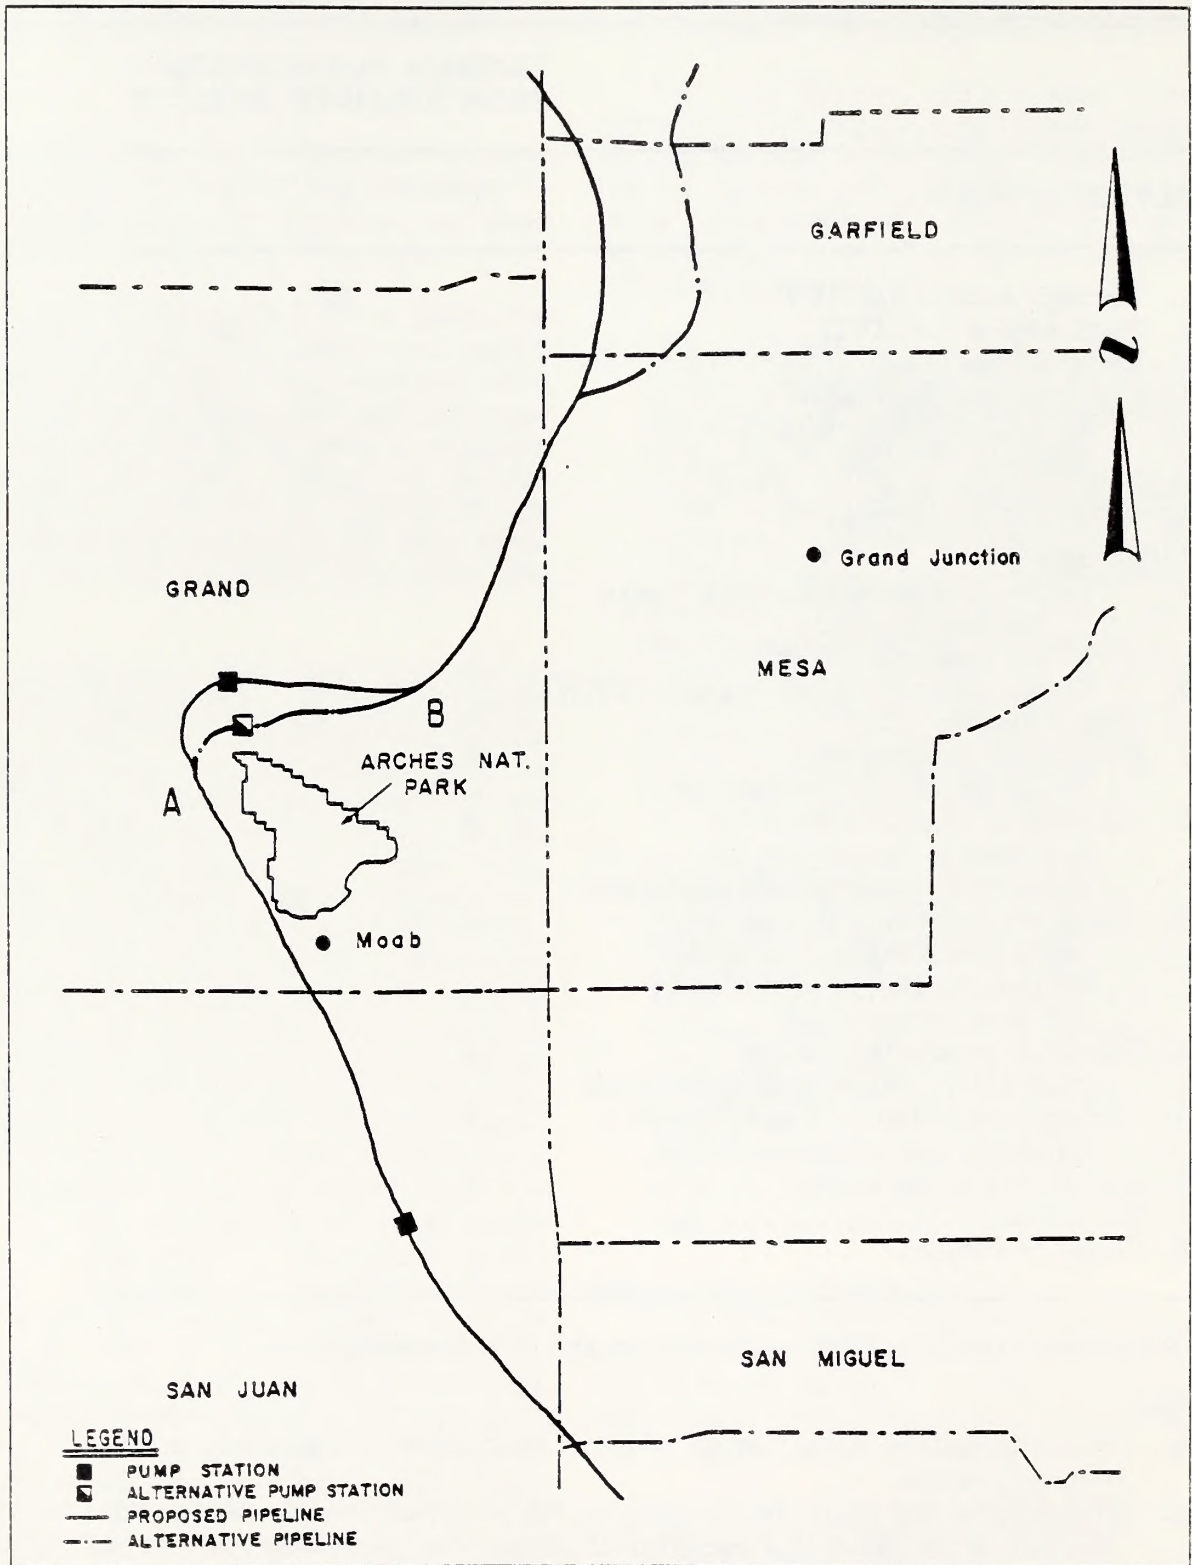 GARFIELD
Z
Grand Junction
GRAND
MESA
B
ARCHES NAT.
PARK
A
Moab
SAN MIGUEL
SAN JUAN
LEGEND
PUMP STATION
ALTERNATIVE PUMP STATION
PROPOSED PIPELINE
ALTERNATIVE PIPELINE